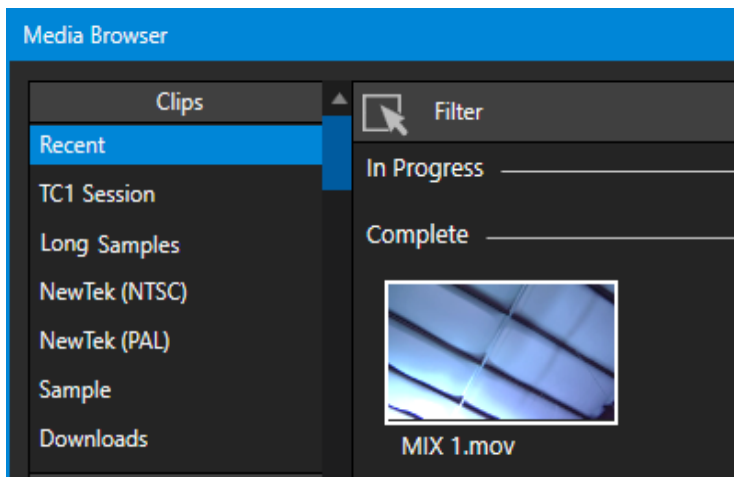 Media Browser
Clips
Recent
TC1 Session
Long Samples
NewTek (NTSC)
NewTek (PAL)
Sample
Downloads
Filter
In Progress
Complete
MIX 1.mov